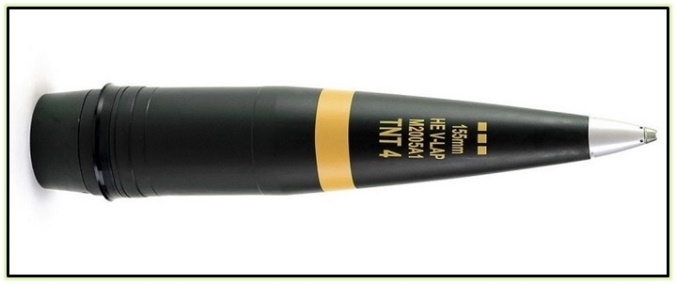 155mm
HE V-LAP
M2005A1
TNT 4